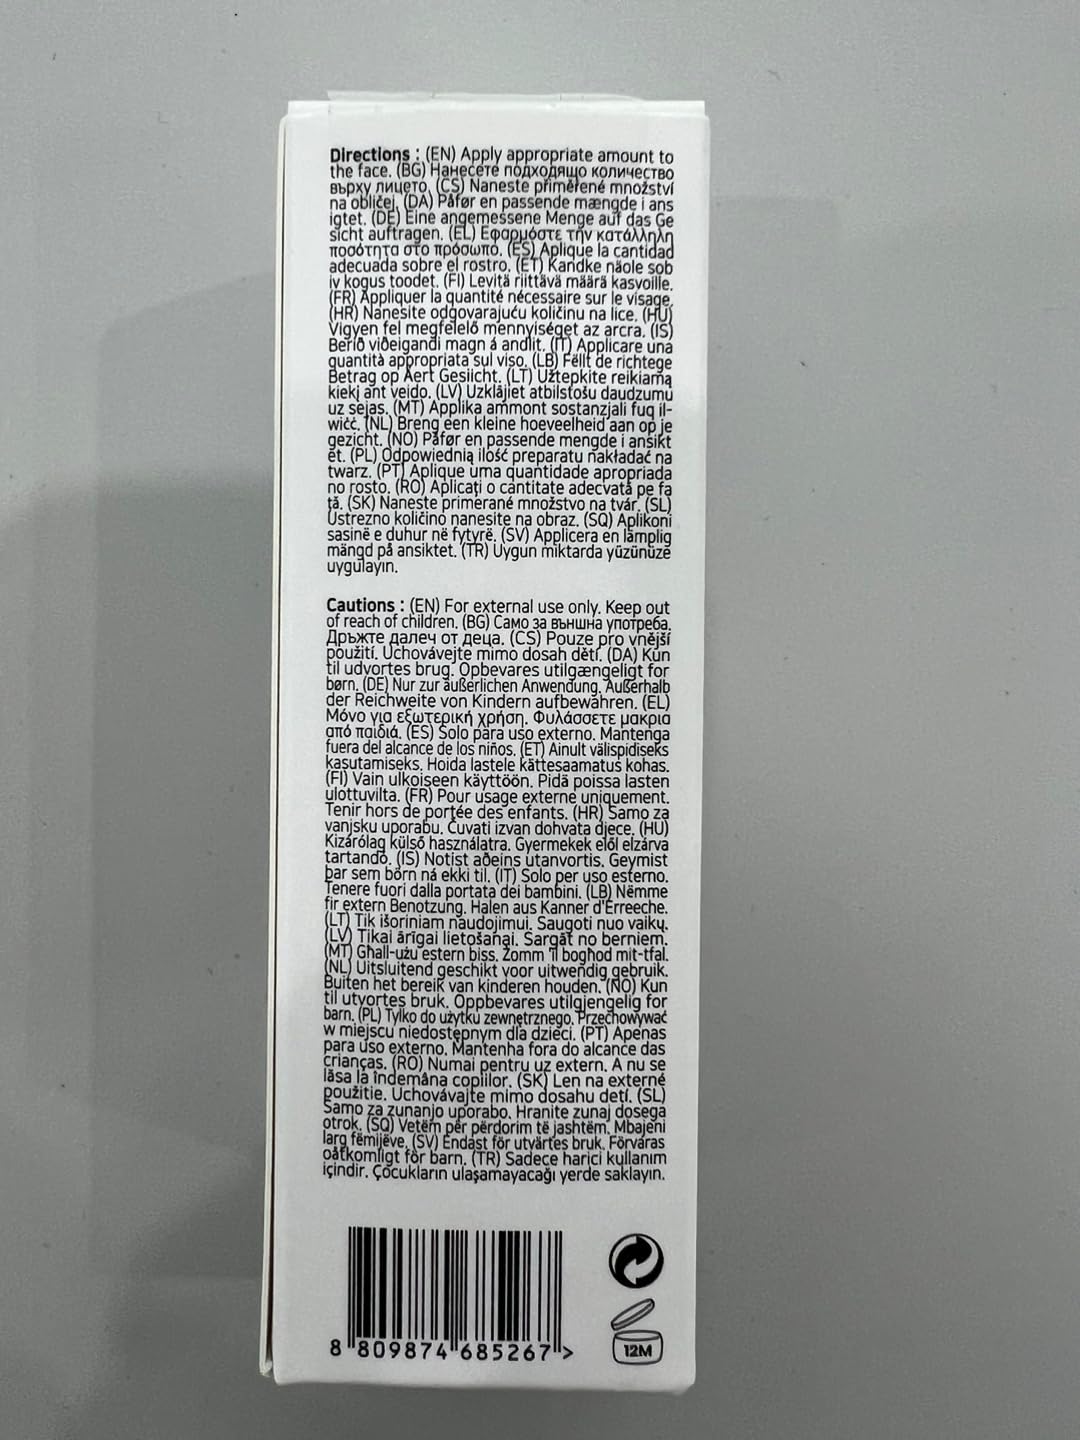 Directions : (EN) Apply appropriate amount to
the face. (BG) Нанесете подходящо количество
върху лицето. (CS) Naneste přiměřené množství
na obličej. (DA) Påfør en passende mængde i ans
igtet. (DE) Eine angemessene Menge auf das Ge
sicht auftragen. (EL) Εφαρμόστε τήν κατάλληλη
ποσότητα στο πρόσωπο. (ES) Aplique la cantidad
adecuada sobre el rostro. (ET) Kandke näole sob
iv kogus toodet. (FI) Levitä riittävä määrä kasvoille.
(FR) Appliquer la quantité nécessaire sur le visage.
(HR) Nanesite odgovarajuću količinu na lice. (HU)
Vigyen fel megfelelő mennyiséget az arcra. (IS)
Berið viðeigandi magn á andlit. (IT) Applicare una
quantità appropriata sul viso. (LB) Fëllt de richtege
Betrag op Äert Gesiicht. (LT) Užtepkite reikiamą
kiekį ant veido. (LV) Uzklājiet atbilstošu daudzumu
uz sejas. (MT) Applika ammont sostanzjali fuq il-
wiċċ. (NL) Breng een kleine hoeveelheid aan op je
gezicht. (NO) Påfør en passende mengde i ansikt
et. (PL) Odpowiednią ilość preparatu nakładać na
twarz. (PT) Aplique uma quantidade apropriada
no rosto. (RO) Aplicați o cantitate adecvată pe fa
ță. (SK) Naneste primerané množstvo na tvár. (SL)
Ustrezno količino nanesite na obraz. (SQ) Aplikoni
sasinë e duhur në fytyrë. (SV) Applicera en lämplig
mängd på ansiktet. (TR) Uygun miktarda yüzünüze
uygulayın.
Cautions : (EN) For external use only. Keep out
of reach of children. (BG) Само за външна употреба.
Дръжте далеч от деца. (CS) Pouze pro vnější
použití. Uchovávejte mimo dosah dětí. (DA) Kun
til udvortes brug. Opbevares utilgængeligt for
børn. (DE) Nur zur äußerlichen Anwendung. Außerhalb
der Reichweite von Kindern aufbewahren. (EL)
Μόνο για εξωτερική χρήση. Φυλάσσετε μακρια
από παιδιά. (ES) Solo para uso externo. Mantenga
fuera del alcance de los niños. (ET) Ainult välispidiseks
kasutamiseks. Hoida lastele kättesaamatus kohas.
(FI) Vain ulkoiseen käyttöön. Pidä poissa lasten
ulottuvilta. (FR) Pour usage externe uniquement.
Tenir hors de portée des enfants. (HR) Samo za
vanjsku uporabu. Čuvati izvan dohvata djece. (HU)
Kizárólag külső használatra. Gyermekek elől elzárva
tartandó. (IS) Notist aðeins útanvortis. Geymist
þar sem börn ná ekki til. (IT) Solo per uso esterno.
Tenere fuori dalla portata dei bambini. (LB) Nëmme
fir extern Benotzung. Halen aus Kanner d'Erreeche.
(LT) Tik išoriniam naudojimui. Saugoti nuo vaikų.
(LV) Tikai ārīgai lietošanai. Sargāt no berniem.
(MT) Għall-użu estern biss. Żomm 'il bogħod mit-tfal.
(NL) Uitsluitend geschikt voor uitwendig gebruik.
Buiten het bereik van kinderen houden. (NO) Kun
til utvortes bruk. Oppbevares utilgjengelig for
barn. (PL) Tylko do użytku zewnętrznego. Przechowywać
w miejscu niedostępnym dla dzieci. (PT) Apenas
para uso externo. Mantenha fora do alcance das
crianças. (RO) Numai pentru uz extern. A nu se
lăsa la îndemâna copiilor. (SK) Len na externé
použitie. Uchovávajte mimo dosahu detí. (SL)
Samo za zunanjo uporabo. Hranite zunaj dosega
otrok. (SQ) Vetëm për përdorim të jashtëm. Mbajeni
larg fëmijëve. (SV) Endast för utvärtes bruk. Förvaras
oåtkomligt för barn. (TR) Sadece harici kullanım
içindir. Çocukların ulaşamayacağı yerde saklayın.
8 809874 685267 >
12M